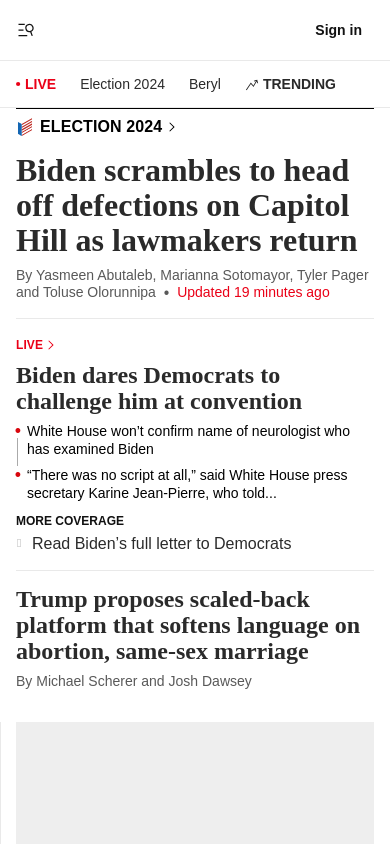 Sign in
LIVE Election 2024 Beryl TRENDING
ELECTION 2024
Biden scrambles to head
off defections on Capitol
Hill as lawmakers return
By Yasmeen Abutaleb, Marianna Sotomayor, Tyler Pager
and Toluse Olorunnipa • Updated 19 minutes ago
LIVE
Biden dares Democrats to
challenge him at convention
White House won’t confirm name of neurologist who
has examined Biden
“There was no script at all,” said White House press
secretary Karine Jean-Pierre, who told...
MORE COVERAGE
Read Biden’s full letter to Democrats
Trump proposes scaled-back
platform that softens language on
abortion, same-sex marriage
By Michael Scherer and Josh Dawsey